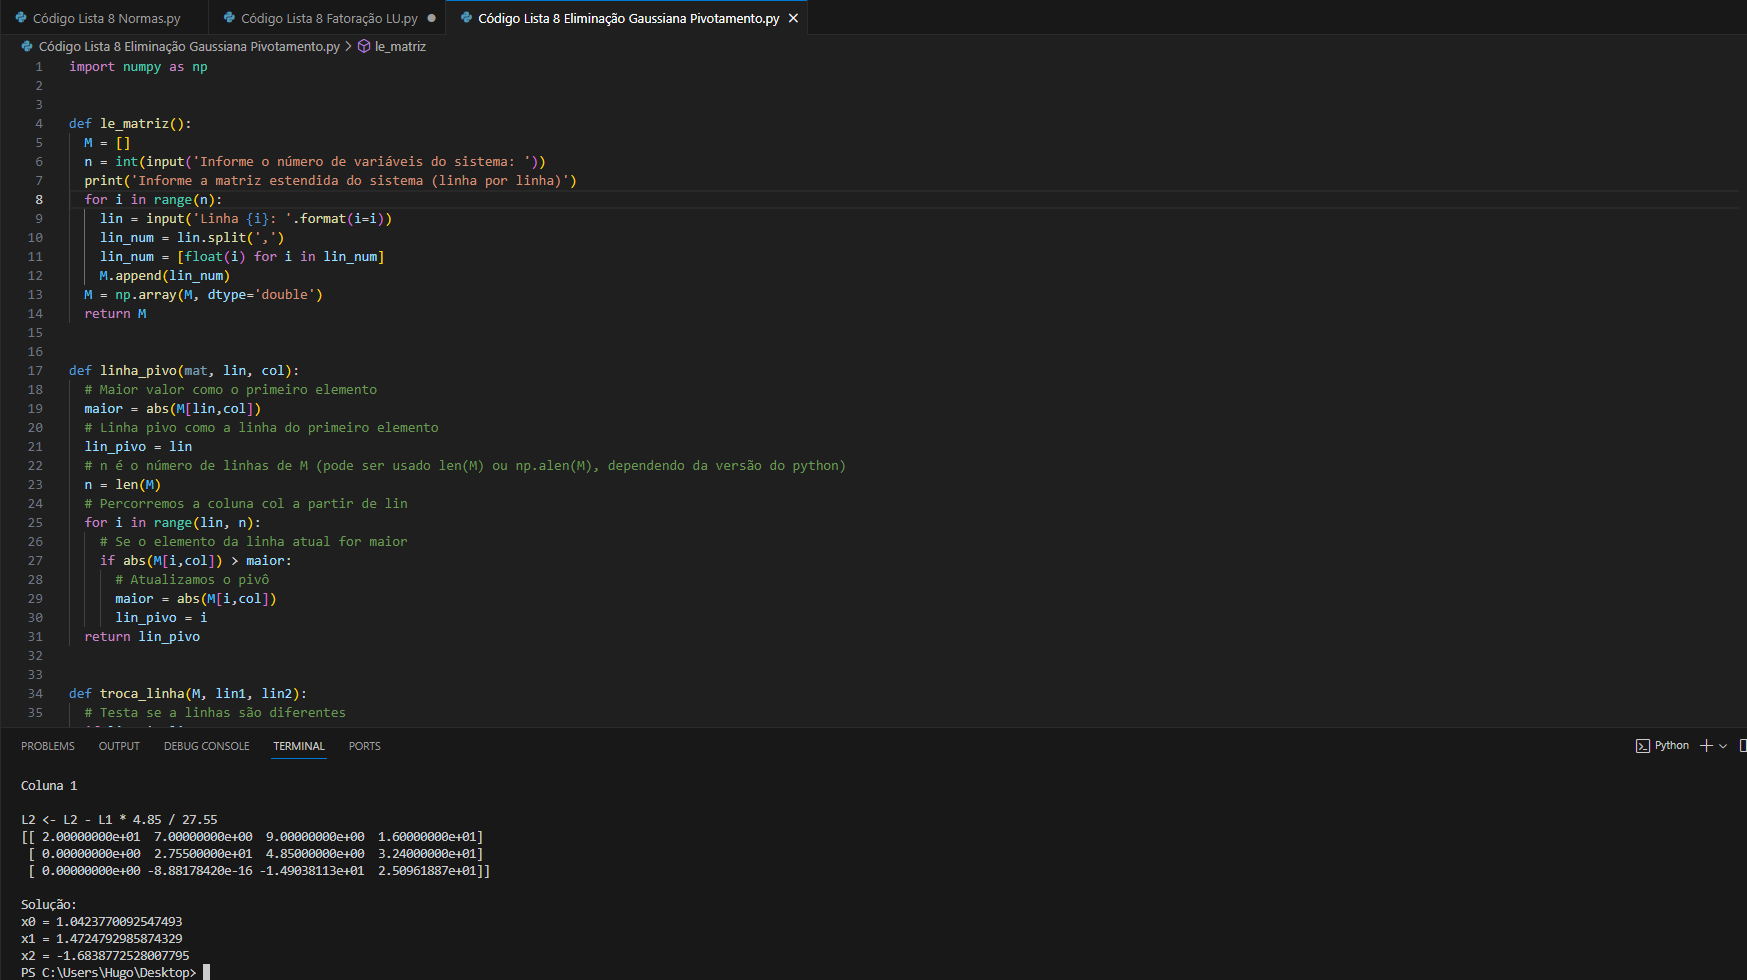 Código Lista 8 Normas.py
Código Lista 8 Fatoração LU.py
Código Lista 8 Eliminação Gaussiana Pivotamento.py
Código Lista 8 Eliminação Gaussiana Pivotamento.py > le_matriz
1 import numpy as np
2
3
4 def le_matriz():
5   M = []
6   n = int(input('Informe o número de variáveis do sistema: '))
7   print('Informe a matriz estendida do sistema (linha por linha)')
8   for i in range(n):
9     lin = input('Linha {i}: '.format(i=i))
10     lin_num = lin.split(',')
11     lin_num = [float(i) for i in lin_num]
12     M.append(lin_num)
13   M = np.array(M, dtype='double')
14   return M
15
16
17 def linha_pivo(mat, lin, col):
18   # Maior valor como o primeiro elemento
19   maior = abs(M[lin,col])
20   # Linha pivo como a linha do primeiro elemento
21   lin_pivo = lin
22   # n é o número de linhas de M (pode ser usado len(M) ou np.alen(M), dependendo da versão do python)
23   n = len(M)
24   # Percorremos a coluna col a partir de lin
25   for i in range(lin, n):
26     # Se o elemento da linha atual for maior
27     if abs(M[i,col]) > maior:
28       # Atualizamos o pivô
29       maior = abs(M[i,col])
30       lin_pivo = i
31   return lin_pivo
32
33
34 def troca_linha(M, lin1, lin2):
35   # Testa se a linhas são diferentes
PROBLEMS OUTPUT DEBUG CONSOLE TERMINAL PORTS
Python
Coluna 1
L2 <- L2 - L1 * 4.85 / 27.55
[[ 2.00000000e+01  7.00000000e+00  9.00000000e+00  1.60000000e+01]
 [ 0.00000000e+00  2.75500000e+01  4.85000000e+00  3.24000000e+01]
 [ 0.00000000e+00 -8.88178420e-16 -1.49038113e+01  2.50961887e+01]]
Solução:
x0 = 1.0423770092547493
x1 = 1.4724792985874329
x2 = -1.6838772528007795
PS C:\Users\Hugo\Desktop>